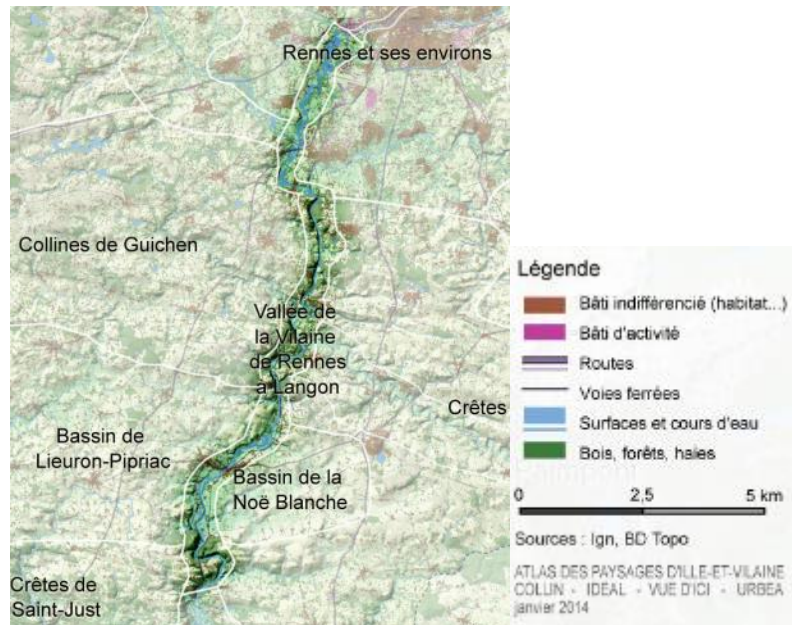 Rennes et ses environs
Collines de Guichen
Vallée de
la Vilaine
de Rennes
à Langon
Crêtes
Bassin de
Lieuron-Pipriac
Bassin de la
Noë Blanche
Crêtes de
Saint-Just
Légende
Bâti indifférencié (habitat...)
Bâti d'activité
Routes
Voies ferrées
Surfaces et cours d'eau
Bois, forêts, haies
0 2,5 5 km
Sources : Ign, BD Topo
ATLAS DES PAYSAGES D'ILLE-ET-VILAINE
COLLIN - IDEAL - VUE D'ICI - URBEA
janvier 2014